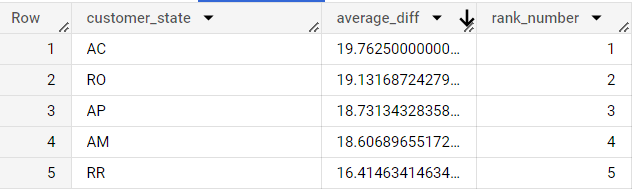 Row customer_state average_diff rank_number
1 AC 19.76250000000... 1
2 RO 19.13168724279... 2
3 AP 18.73134328358... 3
4 AM 18.60689655172... 4
5 RR 16.41463414634... 5